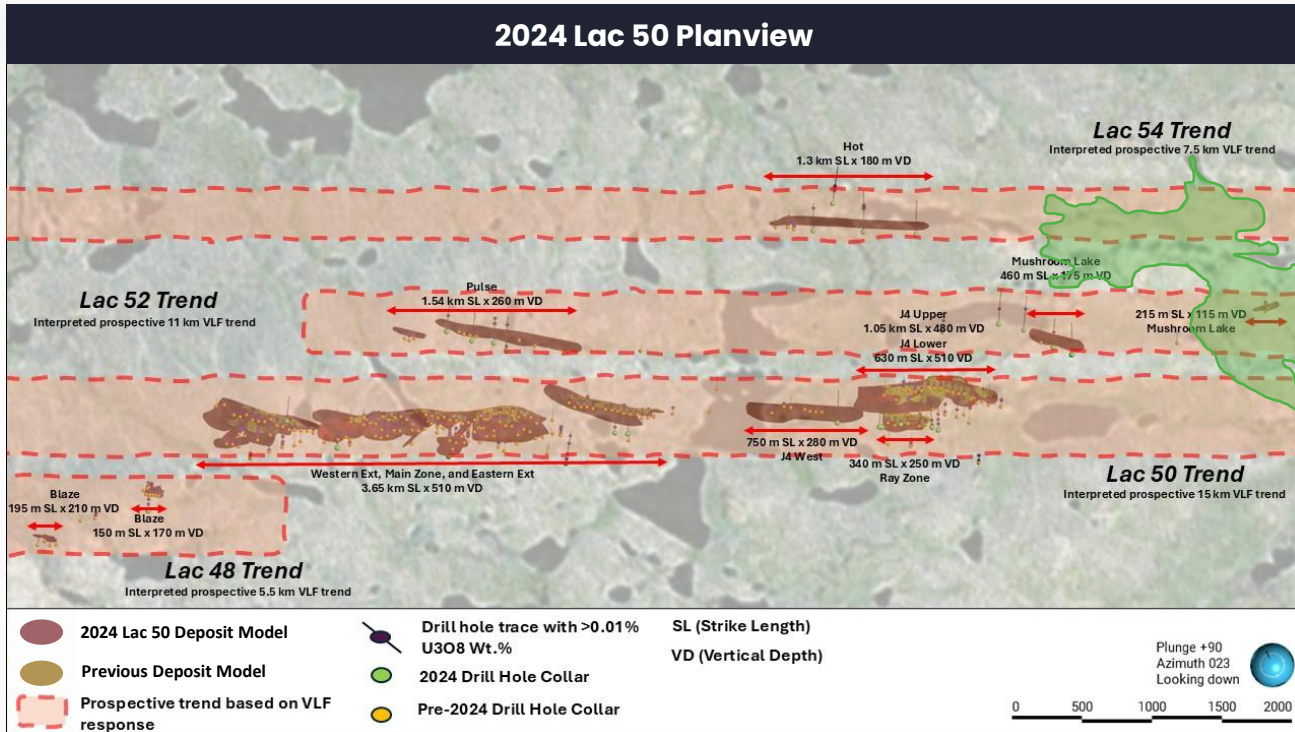 2024 Lac 50 Planview
Lac 54 Trend
Interpreted prospective 7.5 km VLF trend
Hot
1.3 km SL x 180 m VD
Mushroom Lake
460 m SL x 175 m VD
Lac 52 Trend
Interpreted prospective 11 km VLF trend
Pulse
1.54 km SL x 260 m VD
J4 Upper
1.05 km SL x 480 m VD
J4 Lower
630 m SL x 510 VD
215 m SL x 115 m VD
Mushroom Lake
750 m SL x 280 m VD
J4 West
340 m SL x 250 m VD
Ray Zone
Western Ext, Main Zone, and Eastern Ext
3.65 km SL x 510 m VD
Lac 50 Trend
Interpreted prospective 15 km VLF trend
Blaze
195 m SL x 210 m VD
Blaze
150 m SL x 170 m VD
Lac 48 Trend
Interpreted prospective 5.5 km VLF trend
2024 Lac 50 Deposit Model
Previous Deposit Model
Prospective trend based on VLF
response
Drill hole trace with >0.01%
U3O8 Wt.%
2024 Drill Hole Collar
Pre-2024 Drill Hole Collar
SL (Strike Length)
VD (Vertical Depth)
Plunge +90
Azimuth 023
Looking down
0 500 1000 1500 2000